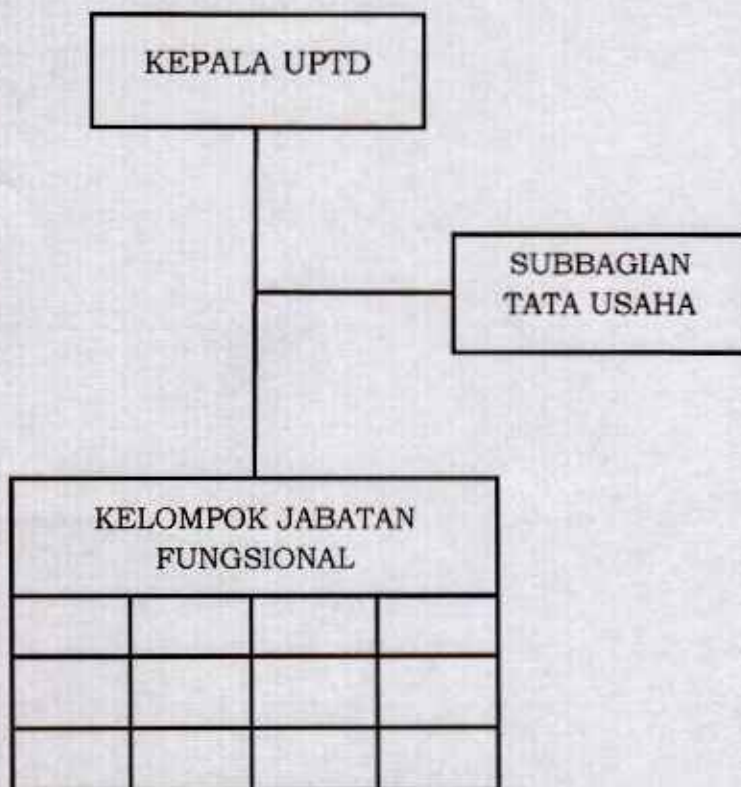 KEPALA UPTD
SUBBAGIAN
TATA USAHA
KELOMPOK JABATAN
FUNGSIONAL